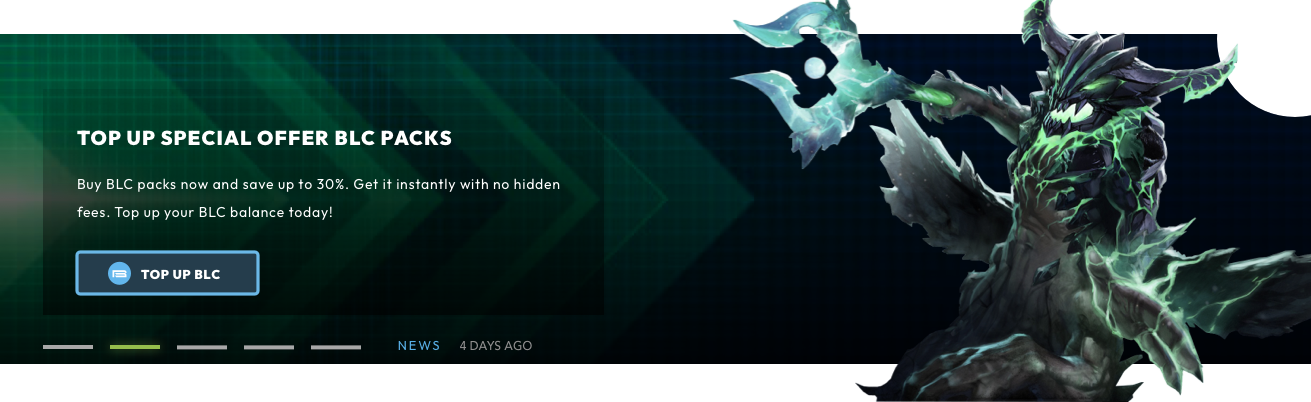 TOP UP SPECIAL OFFER BLC PACKS
Buy BLC packs now and save up to 30%. Get it instantly with no hidden
fees. Top up your BLC balance today!
TOP UP BLC
NEWS 4 DAYS AGO